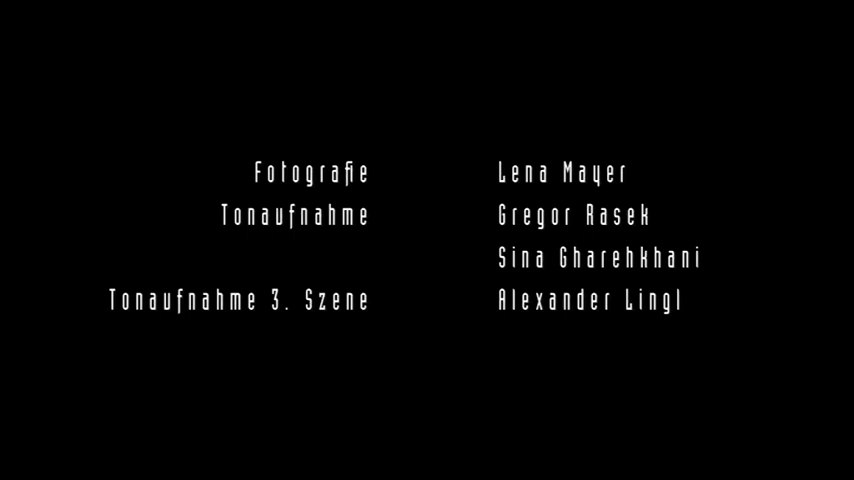 Fotografie Lena Mayer
Tonaufnahme Gregor Rasek
Sina Gharehkhani
Tonaufnahme 3. Szene Alexander Lingl